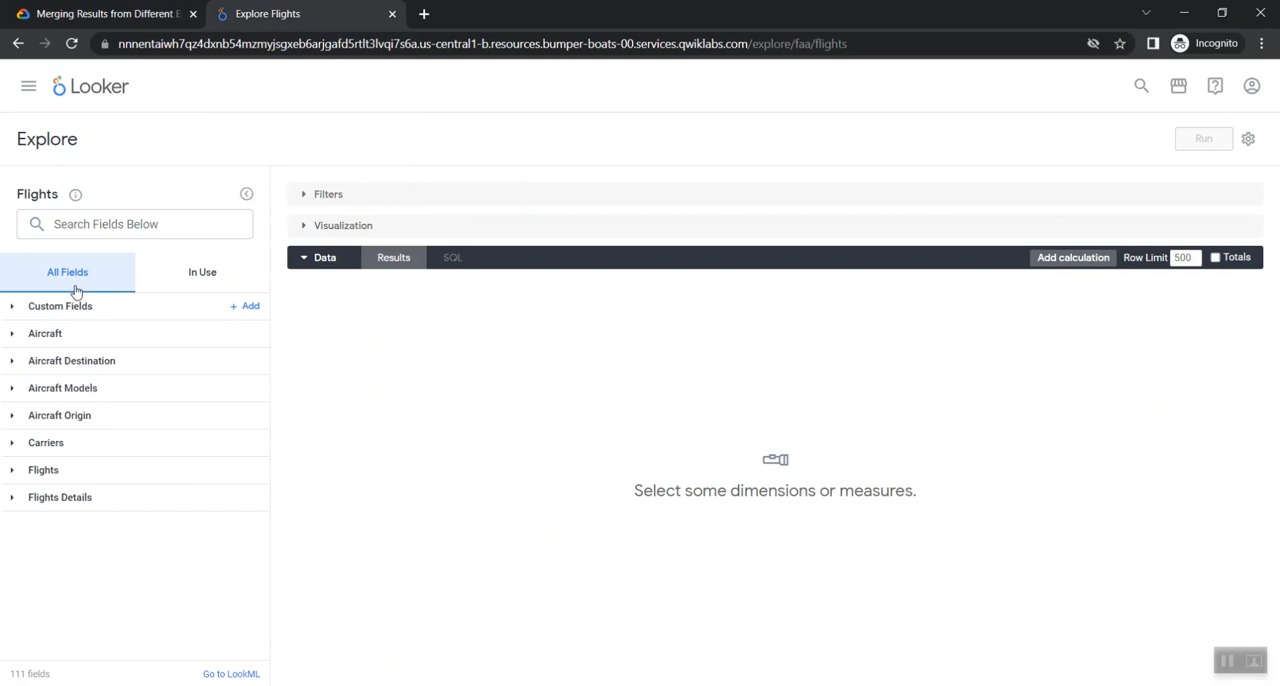 Merging Results from Different E
Explore Flights
nnnentaiwh7qz4dxnb54mzmyjsgxeb6arjgafd5rtlt3lvqi7s6a.us-central1-b.resources.bumper-boats-00.services.qwiklabs.com/explore/faa/flights
Incognito
Looker
Explore
Run
Flights
Search Fields Below
All Fields
In Use
Custom Fields
+ Add
Aircraft
Aircraft Destination
Aircraft Models
Aircraft Origin
Carriers
Flights
Flights Details
Filters
Visualization
Data
Results
SQL
Add calculation
Row Limit 500
Totals
Select some dimensions or measures.
111 fields
Go to LookML